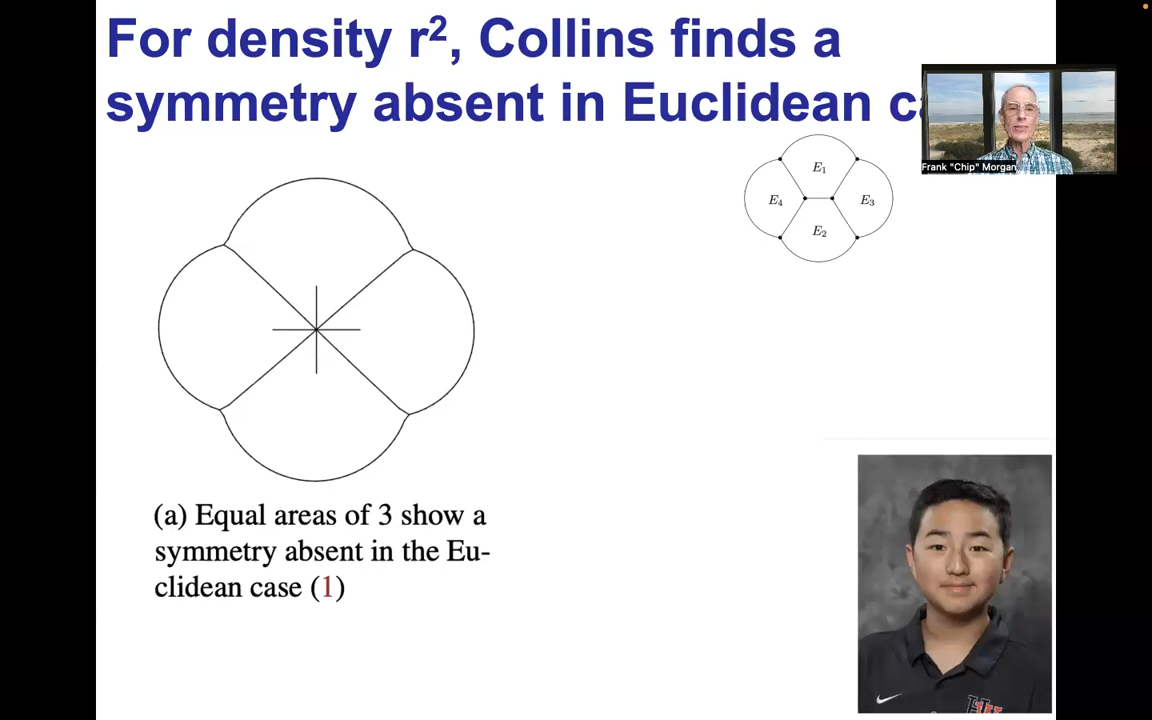 For density r², Collins finds a
symmetry absent in Euclidean
Frank "Chip" Morgan
E₁
E₄
E₃
E₂
(a) Equal areas of 3 show a
symmetry absent in the Eu-
clidean case (1)